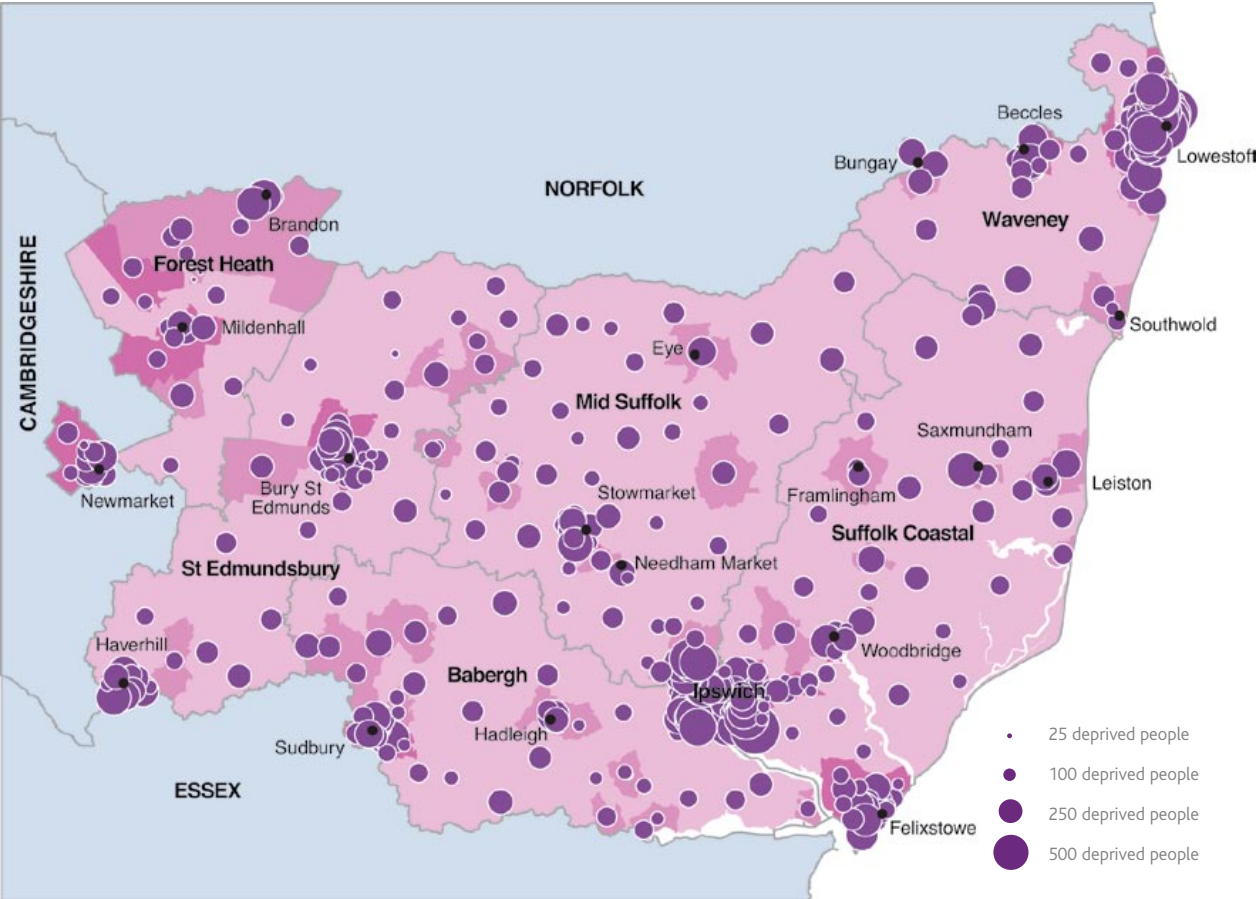 Beccles
Lowestoft
Bungay
NORFOLK
Waveney
Brandon
CAMBRIDGESHIRE
Forest Heath
Mildenhall
Southwold
Eye
Mid Suffolk
Saxmundham
Newmarket
Bury St
Edmunds
Stowmarket
Framlingham
Leiston
Suffolk Coastal
St Edmundsbury
Needham Market
Haverhill
Woodbridge
Babergh
Ipswich
Hadleigh
Sudbury
ESSEX
Felixstowe
25 deprived people
100 deprived people
250 deprived people
500 deprived people